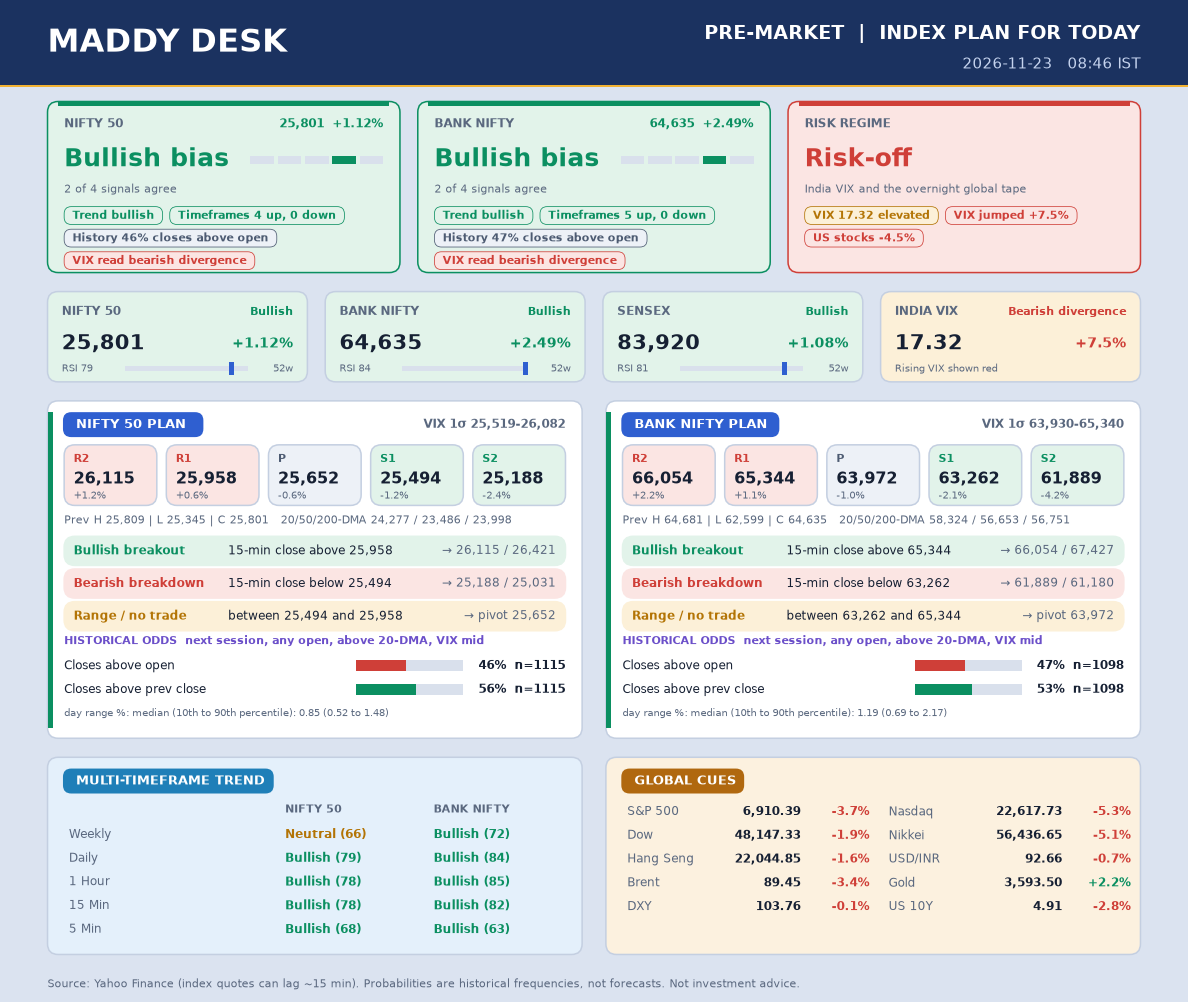 MADDY DESK
PRE-MARKET | INDEX PLAN FOR TODAY
2026-11-23 08:46 IST
NIFTY 50 25,801 +1.12%
Bullish bias
2 of 4 signals agree
Trend bullish Timeframes 4 up, 0 down
History 46% closes above open
VIX read bearish divergence
BANK NIFTY 64,635 +2.49%
Bullish bias
2 of 4 signals agree
Trend bullish Timeframes 5 up, 0 down
History 47% closes above open
VIX read bearish divergence
RISK REGIME
Risk-off
India VIX and the overnight global tape
VIX 17.32 elevated VIX jumped +7.5%
US stocks -4.5%
NIFTY 50 Bullish
25,801 +1.12%
RSI 79 52w
BANK NIFTY Bullish
64,635 +2.49%
RSI 84 52w
SENSEX Bullish
83,920 +1.08%
RSI 81 52w
INDIA VIX Bearish divergence
17.32 +7.5%
Rising VIX shown red
NIFTY 50 PLAN VIX 1σ 25,519-26,082
R2 R1 P S1 S2
26,115 25,958 25,652 25,494 25,188
+1.2% +0.6% -0.6% -1.2% -2.4%
Prev H 25,809 | L 25,345 | C 25,801 20/50/200-DMA 24,277 / 23,486 / 23,998
Bullish breakout 15-min close above 25,958 → 26,115 / 26,421
Bearish breakdown 15-min close below 25,494 → 25,188 / 25,031
Range / no trade between 25,494 and 25,958 → pivot 25,652
HISTORICAL ODDS next session, any open, above 20-DMA, VIX mid
Closes above open 46% n=1115
Closes above prev close 56% n=1115
day range %: median (10th to 90th percentile): 0.85 (0.52 to 1.48)
BANK NIFTY PLAN VIX 1σ 63,930-65,340
R2 R1 P S1 S2
66,054 65,344 63,972 63,262 61,889
+2.2% +1.1% -1.0% -2.1% -4.2%
Prev H 64,681 | L 62,599 | C 64,635 20/50/200-DMA 58,324 / 56,653 / 56,751
Bullish breakout 15-min close above 65,344 → 66,054 / 67,427
Bearish breakdown 15-min close below 63,262 → 61,889 / 61,180
Range / no trade between 63,262 and 65,344 → pivot 63,972
HISTORICAL ODDS next session, any open, above 20-DMA, VIX mid
Closes above open 47% n=1098
Closes above prev close 53% n=1098
day range %: median (10th to 90th percentile): 1.19 (0.69 to 2.17)
MULTI-TIMEFRAME TREND
NIFTY 50 BANK NIFTY
Weekly Neutral (66) Bullish (72)
Daily Bullish (79) Bullish (84)
1 Hour Bullish (78) Bullish (85)
15 Min Bullish (78) Bullish (82)
5 Min Bullish (68) Bullish (63)
GLOBAL CUES
S&P 500 6,910.39 -3.7% Nasdaq 22,617.73 -5.3%
Dow 48,147.33 -1.9% Nikkei 56,436.65 -5.1%
Hang Seng 22,044.85 -1.6% USD/INR 92.66 -0.7%
Brent 89.45 -3.4% Gold 3,593.50 +2.2%
DXY 103.76 -0.1% US 10Y 4.91 -2.8%
Source: Yahoo Finance (index quotes can lag ~15 min). Probabilities are historical frequencies, not forecasts. Not investment advice.